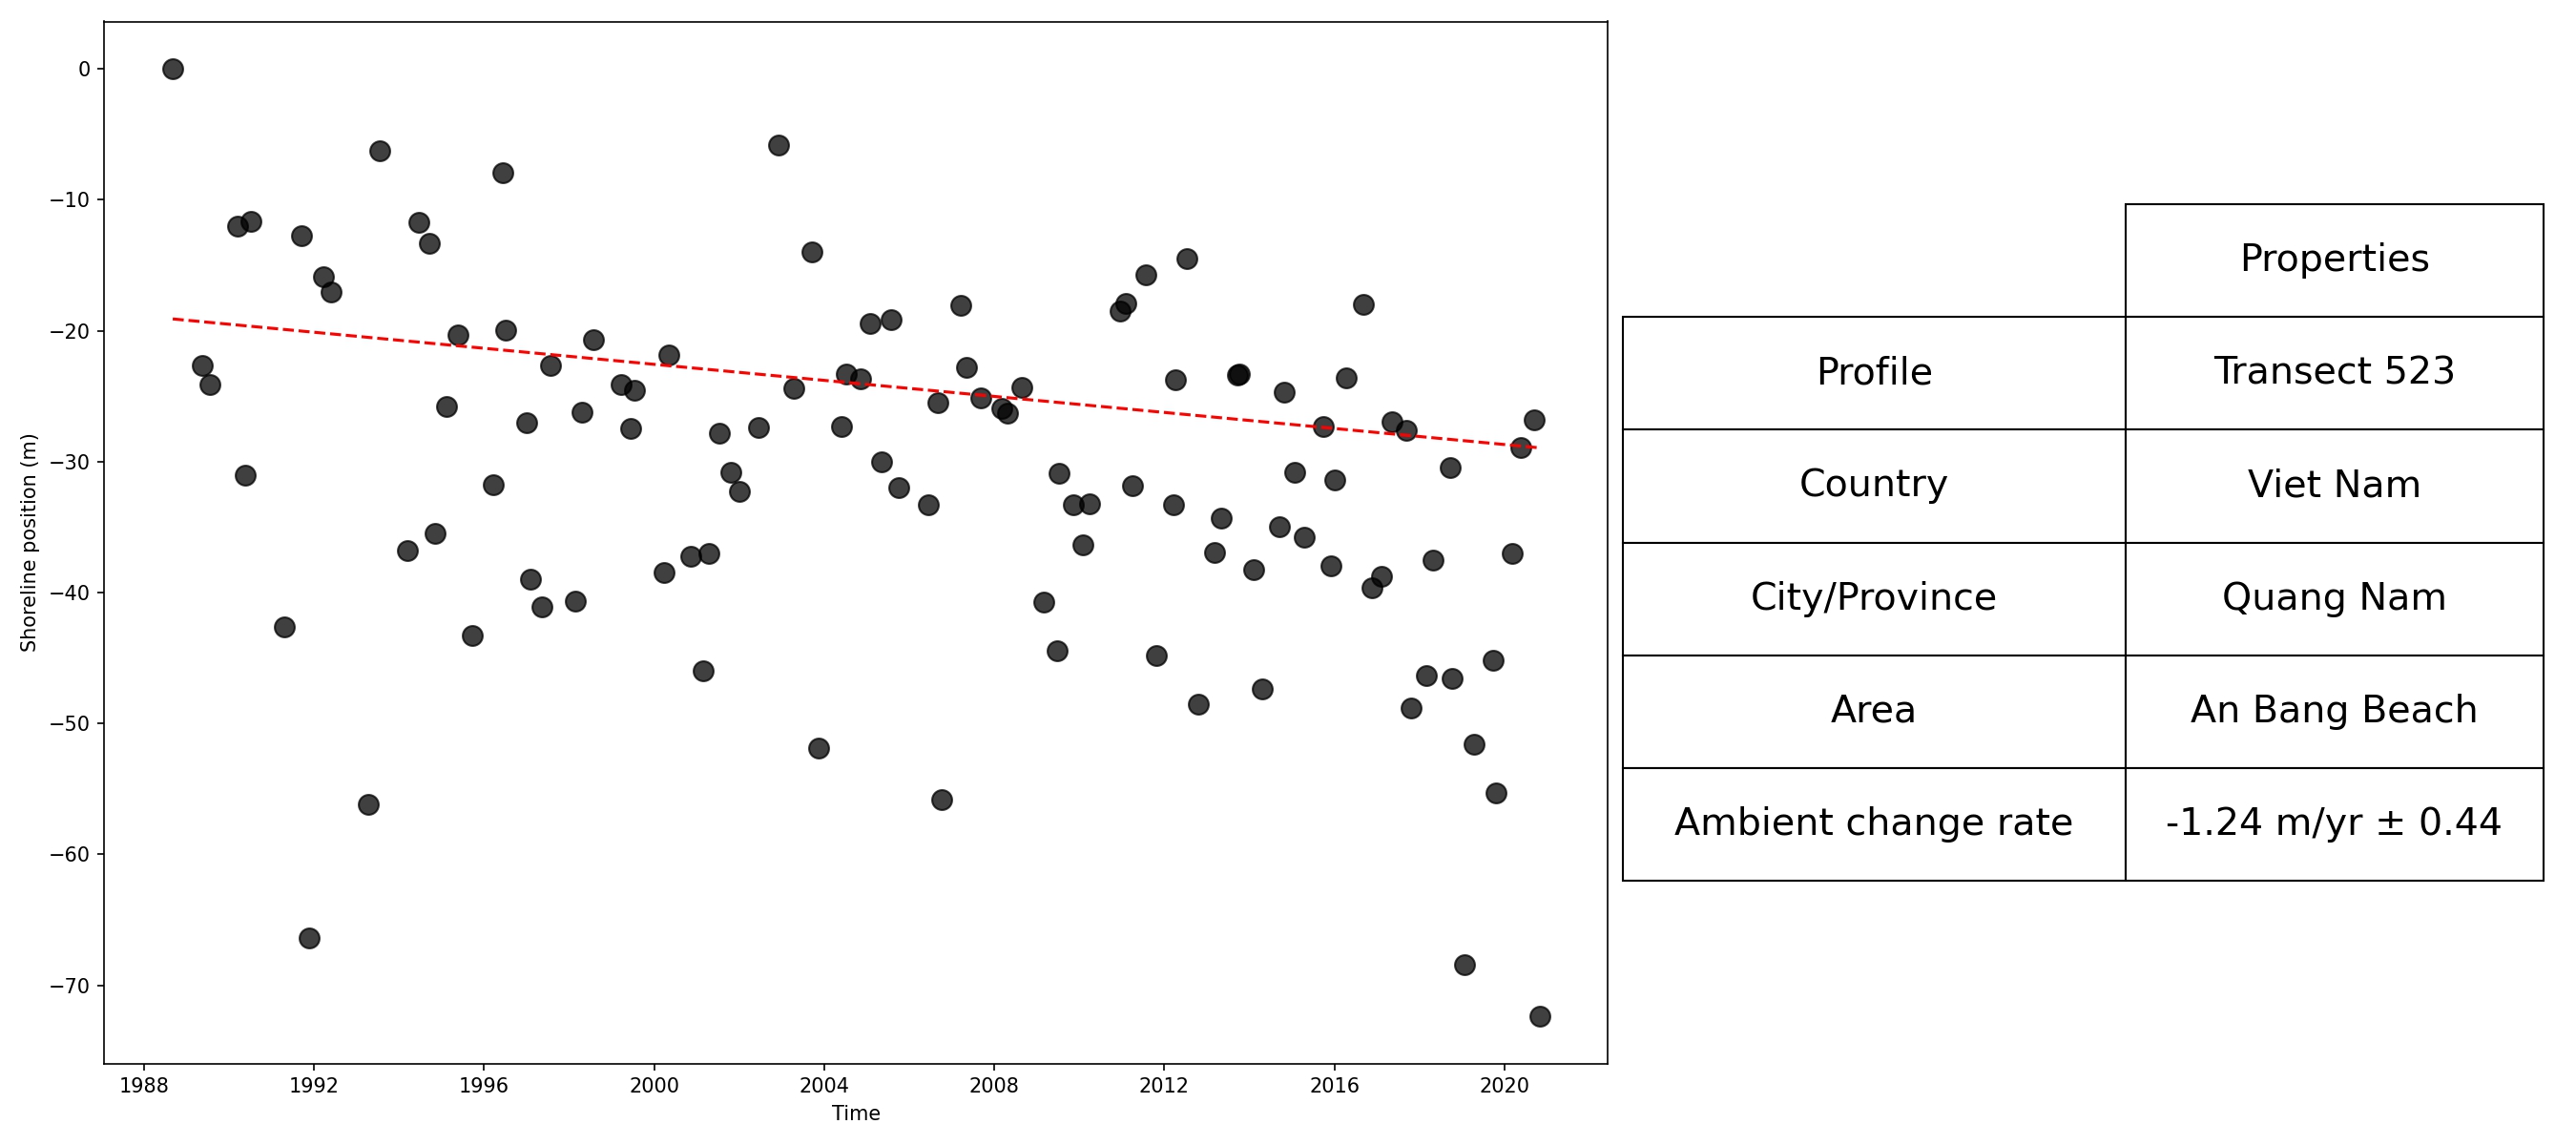 0
−10
−20
−30
−40
−50
−60
−70
Shoreline position (m)
1988 1992 1996 2000 2004 2008 2012 2016 2020
Time
Properties
Profile Transect 523
Country Viet Nam
City/Province Quang Nam
Area An Bang Beach
Ambient change rate -1.24 m/yr ± 0.44